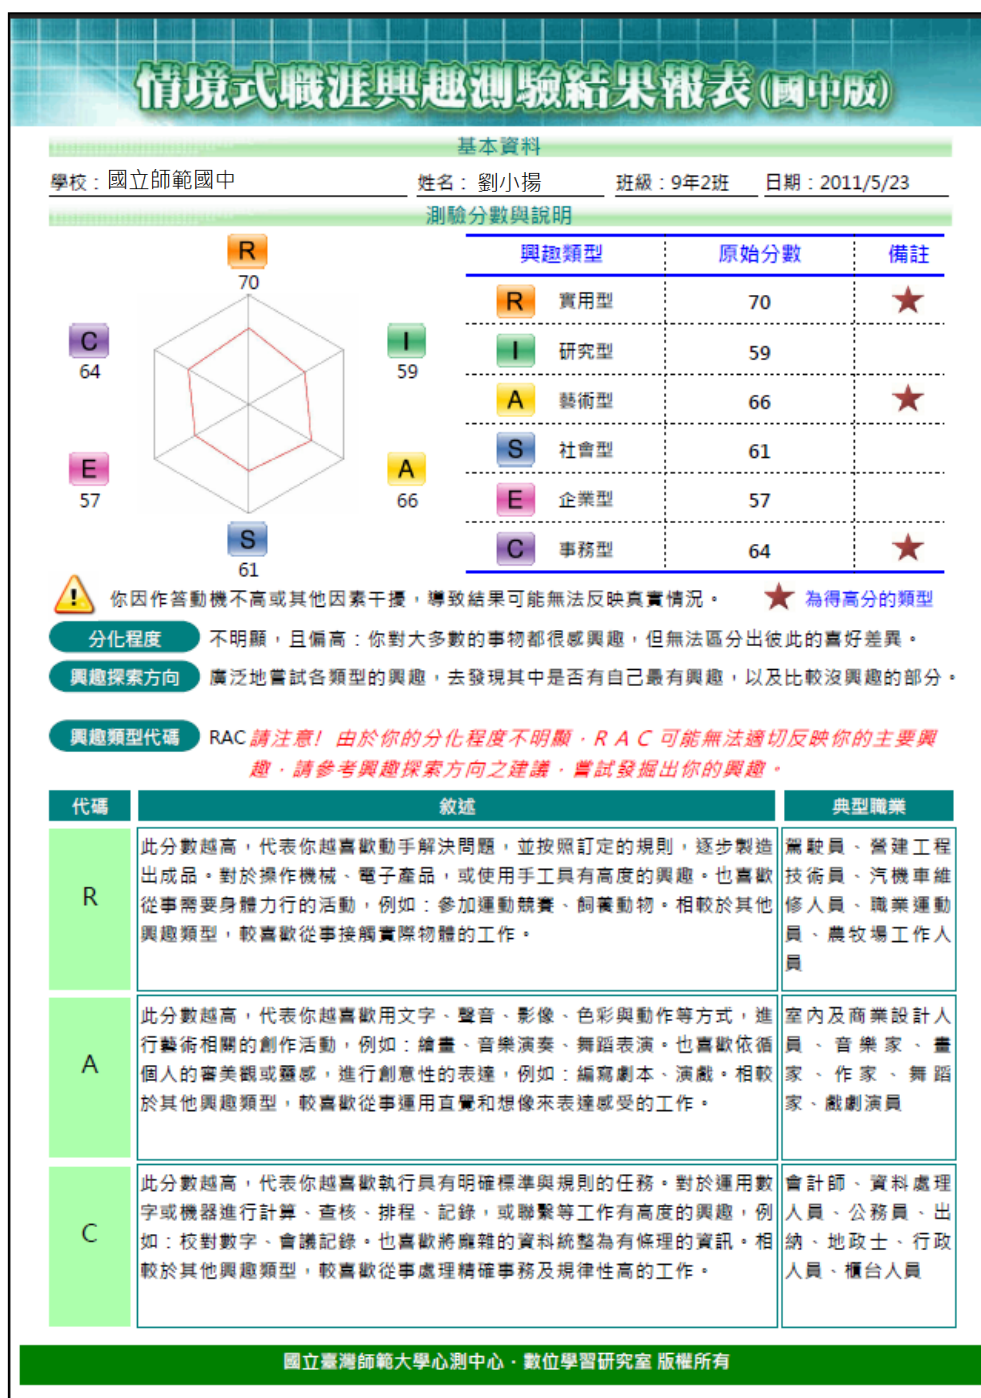 情境式職涯興趣測驗結果報表(國中版)
基本資料
學校：國立師範國中 姓名：劉小揚 班級：9年2班 日期：2011/5/23
測驗分數與說明
R
70
C
64
I
59
E
57
A
66
S
61
興趣類型 原始分數 備註
R 實用型 70 ★
I 研究型 59
A 藝術型 66 ★
S 社會型 61
E 企業型 57
C 事務型 64 ★
! 你因作答動機不高或其他因素干擾，導致結果可能無法反映真實情況。 ★ 為得高分的類型
分化程度 不明顯，且偏高：你對大多數的事物都很感興趣，但無法區分出彼此的喜好差異。
興趣探索方向 廣泛地嘗試各類型的興趣，去發現其中是否有自己最有興趣，以及比較沒興趣的部分。
興趣類型代碼 RAC 請注意! 由於你的分化程度不明顯，R A C 可能無法適切反映你的主要興
趣，請參考興趣探索方向之建議，嘗試發掘出你的興趣。
代碼 敘述 典型職業
R
此分數越高，代表你越喜歡動手解決問題，並按照訂定的規則，逐步製造
出成品。對於操作機械、電子產品，或使用手工具有高度的興趣。也喜歡
從事需要身體力行的活動，例如：參加運動競賽、飼養動物。相較於其他
興趣類型，較喜歡從事接觸實際物體的工作。
駕駛員、營建工程
技術員、汽機車維
修人員、職業運動
員、農牧場工作人
員
A
此分數越高，代表你越喜歡用文字、聲音、影像、色彩與動作等方式，進
行藝術相關的創作活動，例如：繪畫、音樂演奏、舞蹈表演。也喜歡依循
個人的審美觀或靈感，進行創意性的表達，例如：編寫劇本、演戲。相較
於其他興趣類型，較喜歡從事運用直覺和想像來表達感受的工作。
室內及商業設計人
員、音樂家、畫
家、作家、舞蹈
家、戲劇演員
C
此分數越高，代表你越喜歡執行具有明確標準與規則的任務。對於運用數
字或機器進行計算、查核、排程、記錄，或聯繫等工作有高度的興趣，例
如：校對數字、會議記錄。也喜歡將龐雜的資料統整為有條理的資訊。相
較於其他興趣類型，較喜歡從事處理精確事務及規律性高的工作。
會計師、資料處理
人員、公務員、出
納、地政士、行政
人員、櫃台人員
國立臺灣師範大學心測中心．數位學習研究室 版權所有